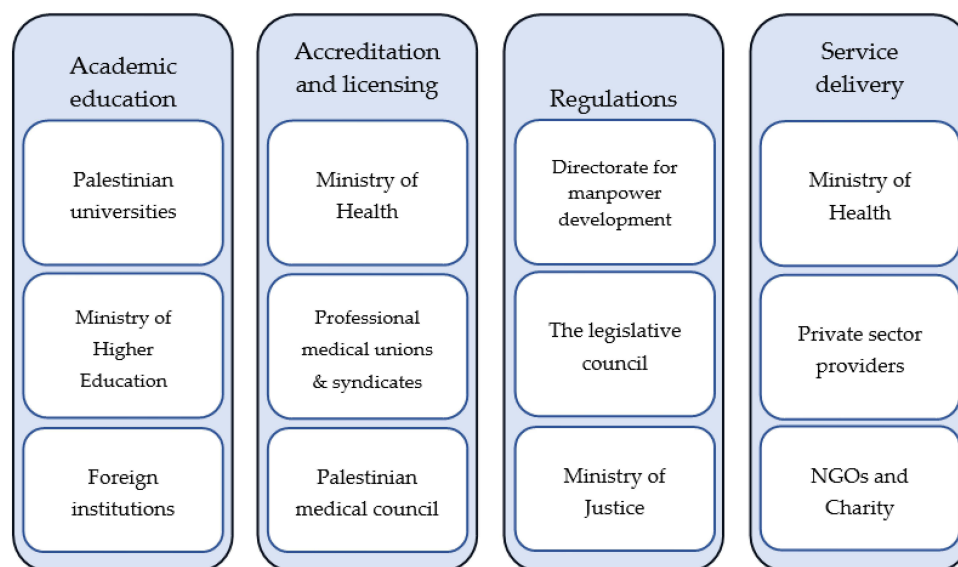 Academic
education
Palestinian
universities
Ministry of
Higher
Education
Foreign
institutions
Accreditation
and licensing
Ministry of
Health
Professional
medical unions
& syndicates
Palestinian
medical council
Regulations
Directorate for
manpower
development
The legislative
council
Ministry of
Justice
Service
delivery
Ministry of
Health
Private sector
providers
NGOs and
Charity